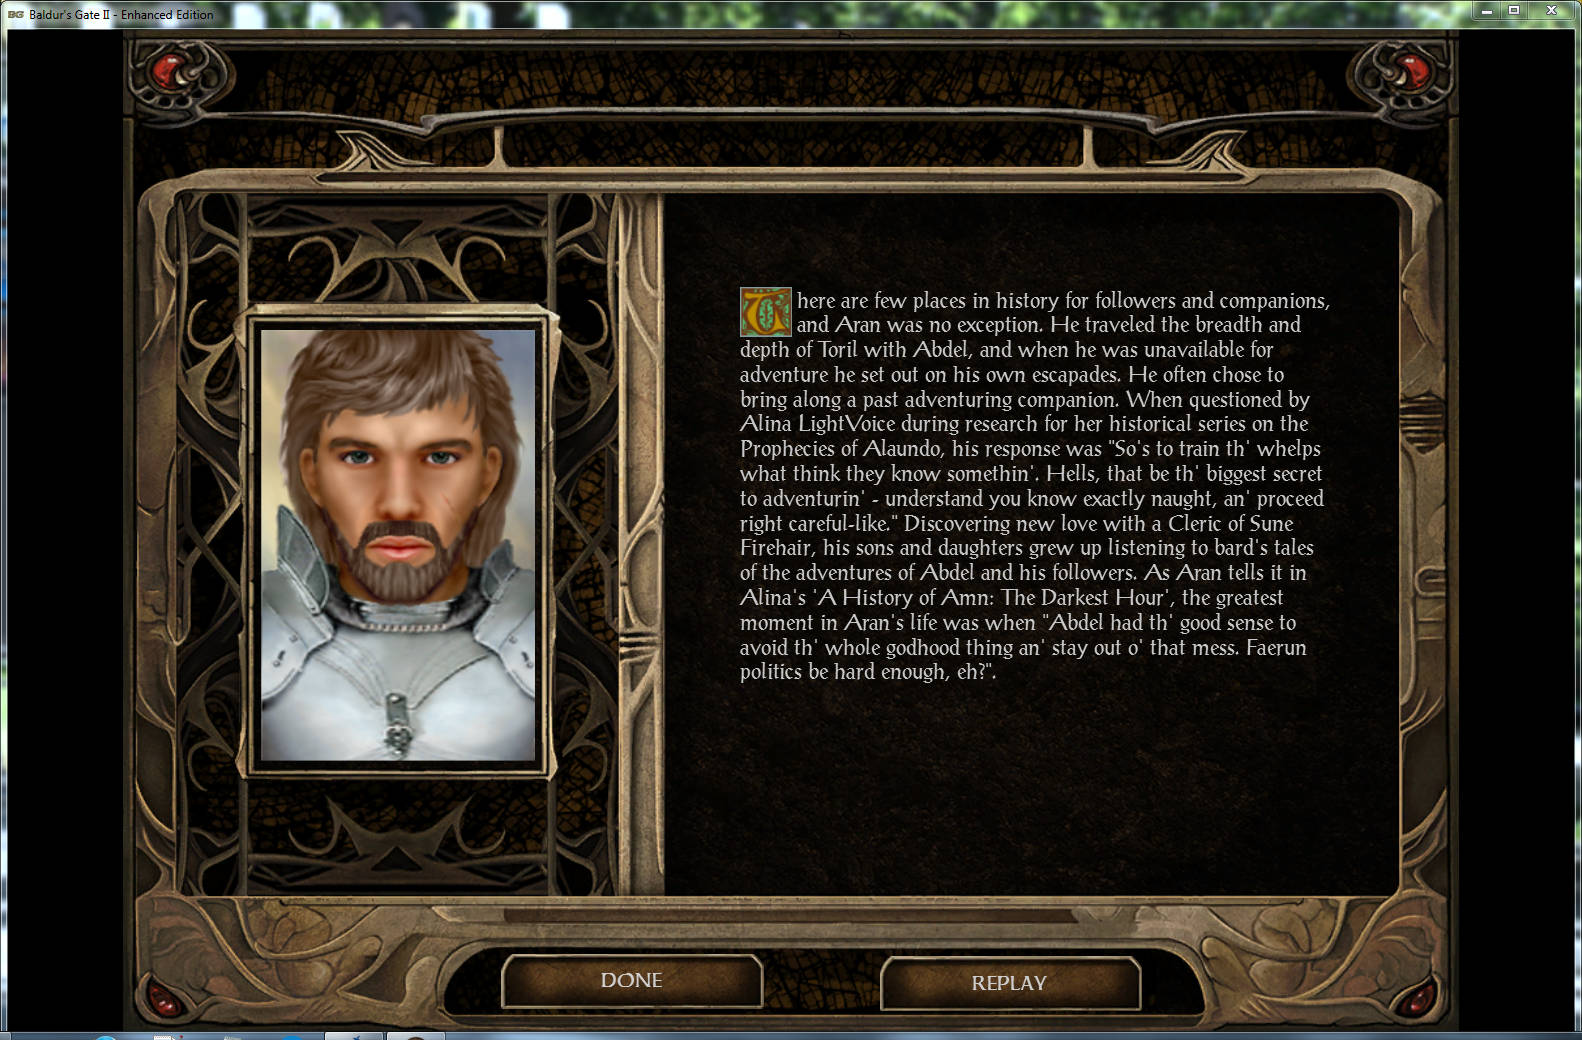 BG Baldur's Gate II - Enhanced Edition
There are few places in history for followers and companions,
and Aran was no exception. He traveled the breadth and
depth of Toril with Abdel, and when he was unavailable for
adventure he set out on his own escapades. He often chose to
bring along a past adventuring companion. When questioned by
Alina LightVoice during research for her historical series on the
Prophecies of Alaundo, his response was "So's to train th' whelps
what think they know somethin'. Hells, that be th' biggest secret
to adventurin' - understand you know exactly naught, an' proceed
right careful-like." Discovering new love with a Cleric of Sune
Firehair, his sons and daughters grew up listening to bard's tales
of the adventures of Abdel and his followers. As Aran tells it in
Alina's 'A History of Amn: The Darkest Hour', the greatest
moment in Aran's life was when "Abdel had th' good sense to
avoid th' whole godhood thing an' stay out o' that mess. Faerun
politics be hard enough, eh?".
DONE
REPLAY